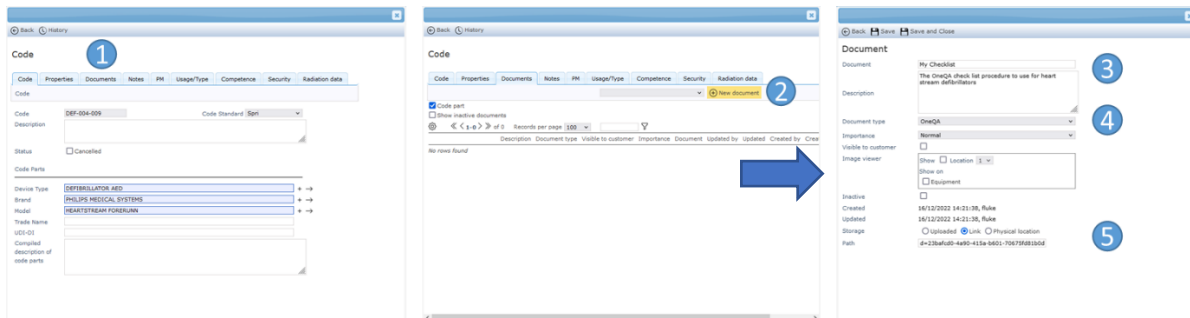 Back History
Code
1
Code Properties Documents Notes PM Usage/Type Competence Security Radiation data
Code
Code DEF-004-009 Code Standard Spri
Description
Status Cancelled
Code Parts
Device Type DEFIBRILLATOR AED
Brand PHILIPS MEDICAL SYSTEMS
Model HEARTSTREAM FORERUNN
Trade Name
UDI-DI
Compiled
description of
code parts
Back History
Code
Code Properties Documents Notes PM Usage/Type Competence Security Radiation data
New document
2
Code part
Show inactive documents
1-0 of 0 Records per page 100
Description Document type Visible to customer Importance Document Updated by Updated Created by Creat
No rows found
Back Save Save and Close
Document
Document My Checklist
3
The OneQA check list procedure to use for heart
stream defibrillators
Description
Document type OneQA
4
Importance Normal
Visible to customer
Image viewer Show Location 1
Show on
Equipment
Inactive
Created 16/12/2022 14:21:38, fluke
Updated 16/12/2022 14:21:38, fluke
Storage Uploaded Link Physical location
5
Path